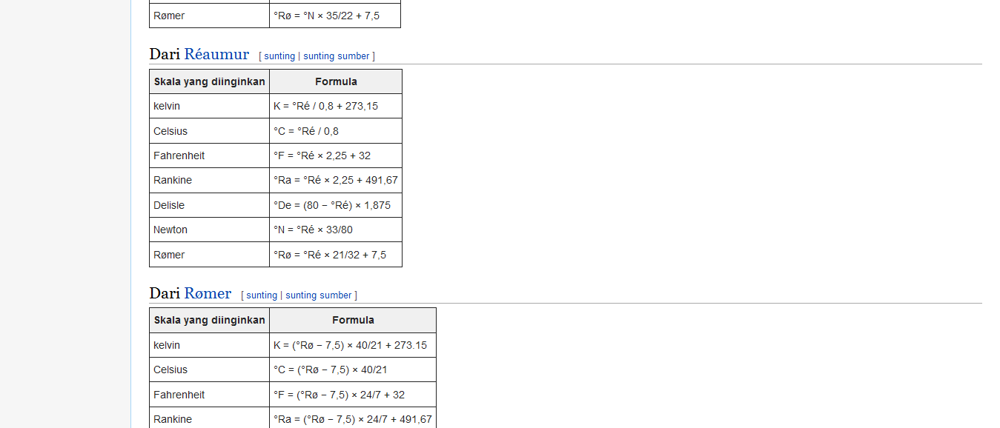 Rømer °Rø = °N × 35/22 + 7,5
Dari Réaumur [ sunting | sunting sumber ]
Skala yang diinginkan Formula
kelvin K = °Ré / 0,8 + 273,15
Celsius °C = °Ré / 0,8
Fahrenheit °F = °Ré × 2,25 + 32
Rankine °Ra = °Ré × 2,25 + 491,67
Delisle °De = (80 − °Ré) × 1,875
Newton °N = °Ré × 33/80
Rømer °Rø = °Ré × 21/32 + 7,5
Dari Rømer [ sunting | sunting sumber ]
Skala yang diinginkan Formula
kelvin K = (°Rø − 7,5) × 40/21 + 273.15
Celsius °C = (°Rø − 7,5) × 40/21
Fahrenheit °F = (°Rø − 7,5) × 24/7 + 32
Rankine °Ra = (°Rø − 7,5) × 24/7 + 491,67